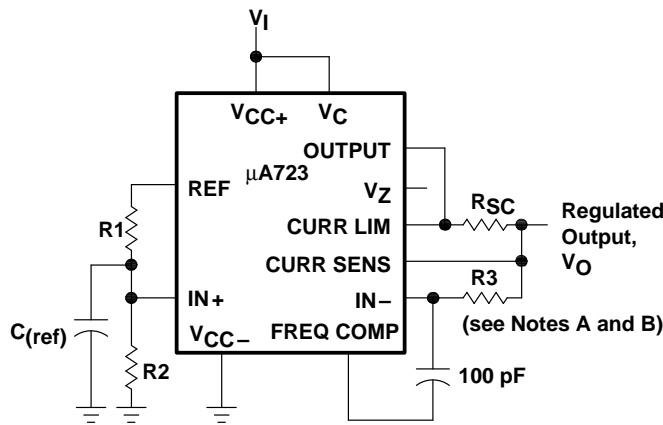 VI
VCC+
VC
OUTPUT
μA723
REF
VZ
RSC
Regulated
Output,
VO
R1
CURR LIM
CURR SENS
R3
IN+
IN−
(see Notes A and B)
C(ref)
VCC−
FREQ COMP
R2
100 pF